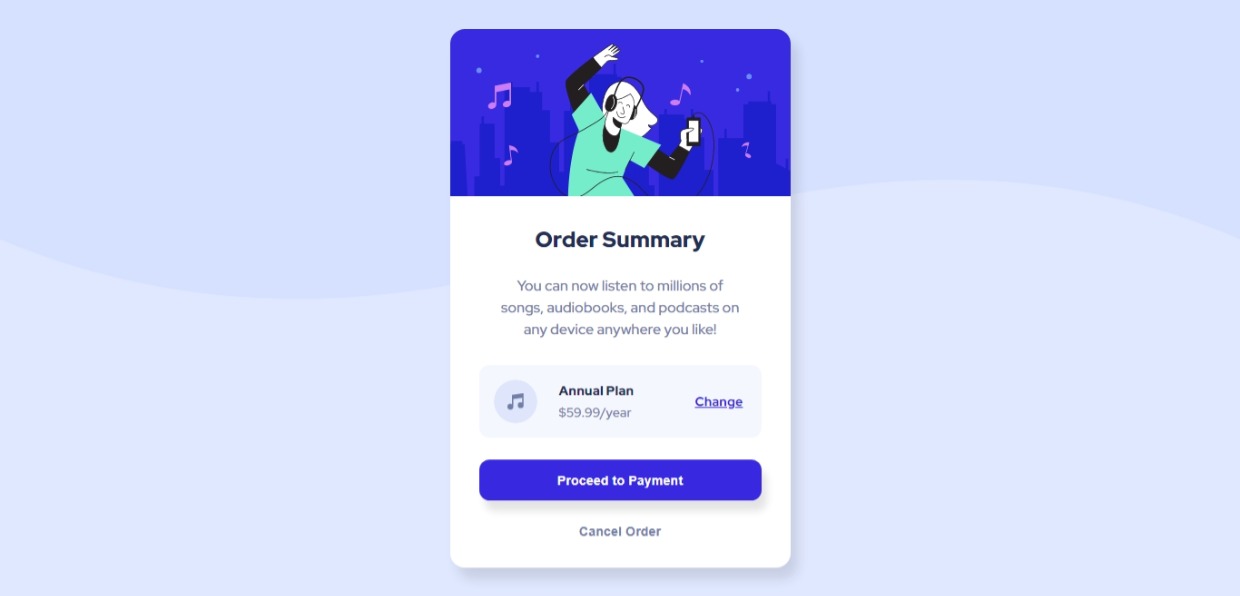 Order Summary
You can now listen to millions of
songs, audiobooks, and podcasts on
any device anywhere you like!
Annual Plan
$59.99/year
Change
Proceed to Payment
Cancel Order